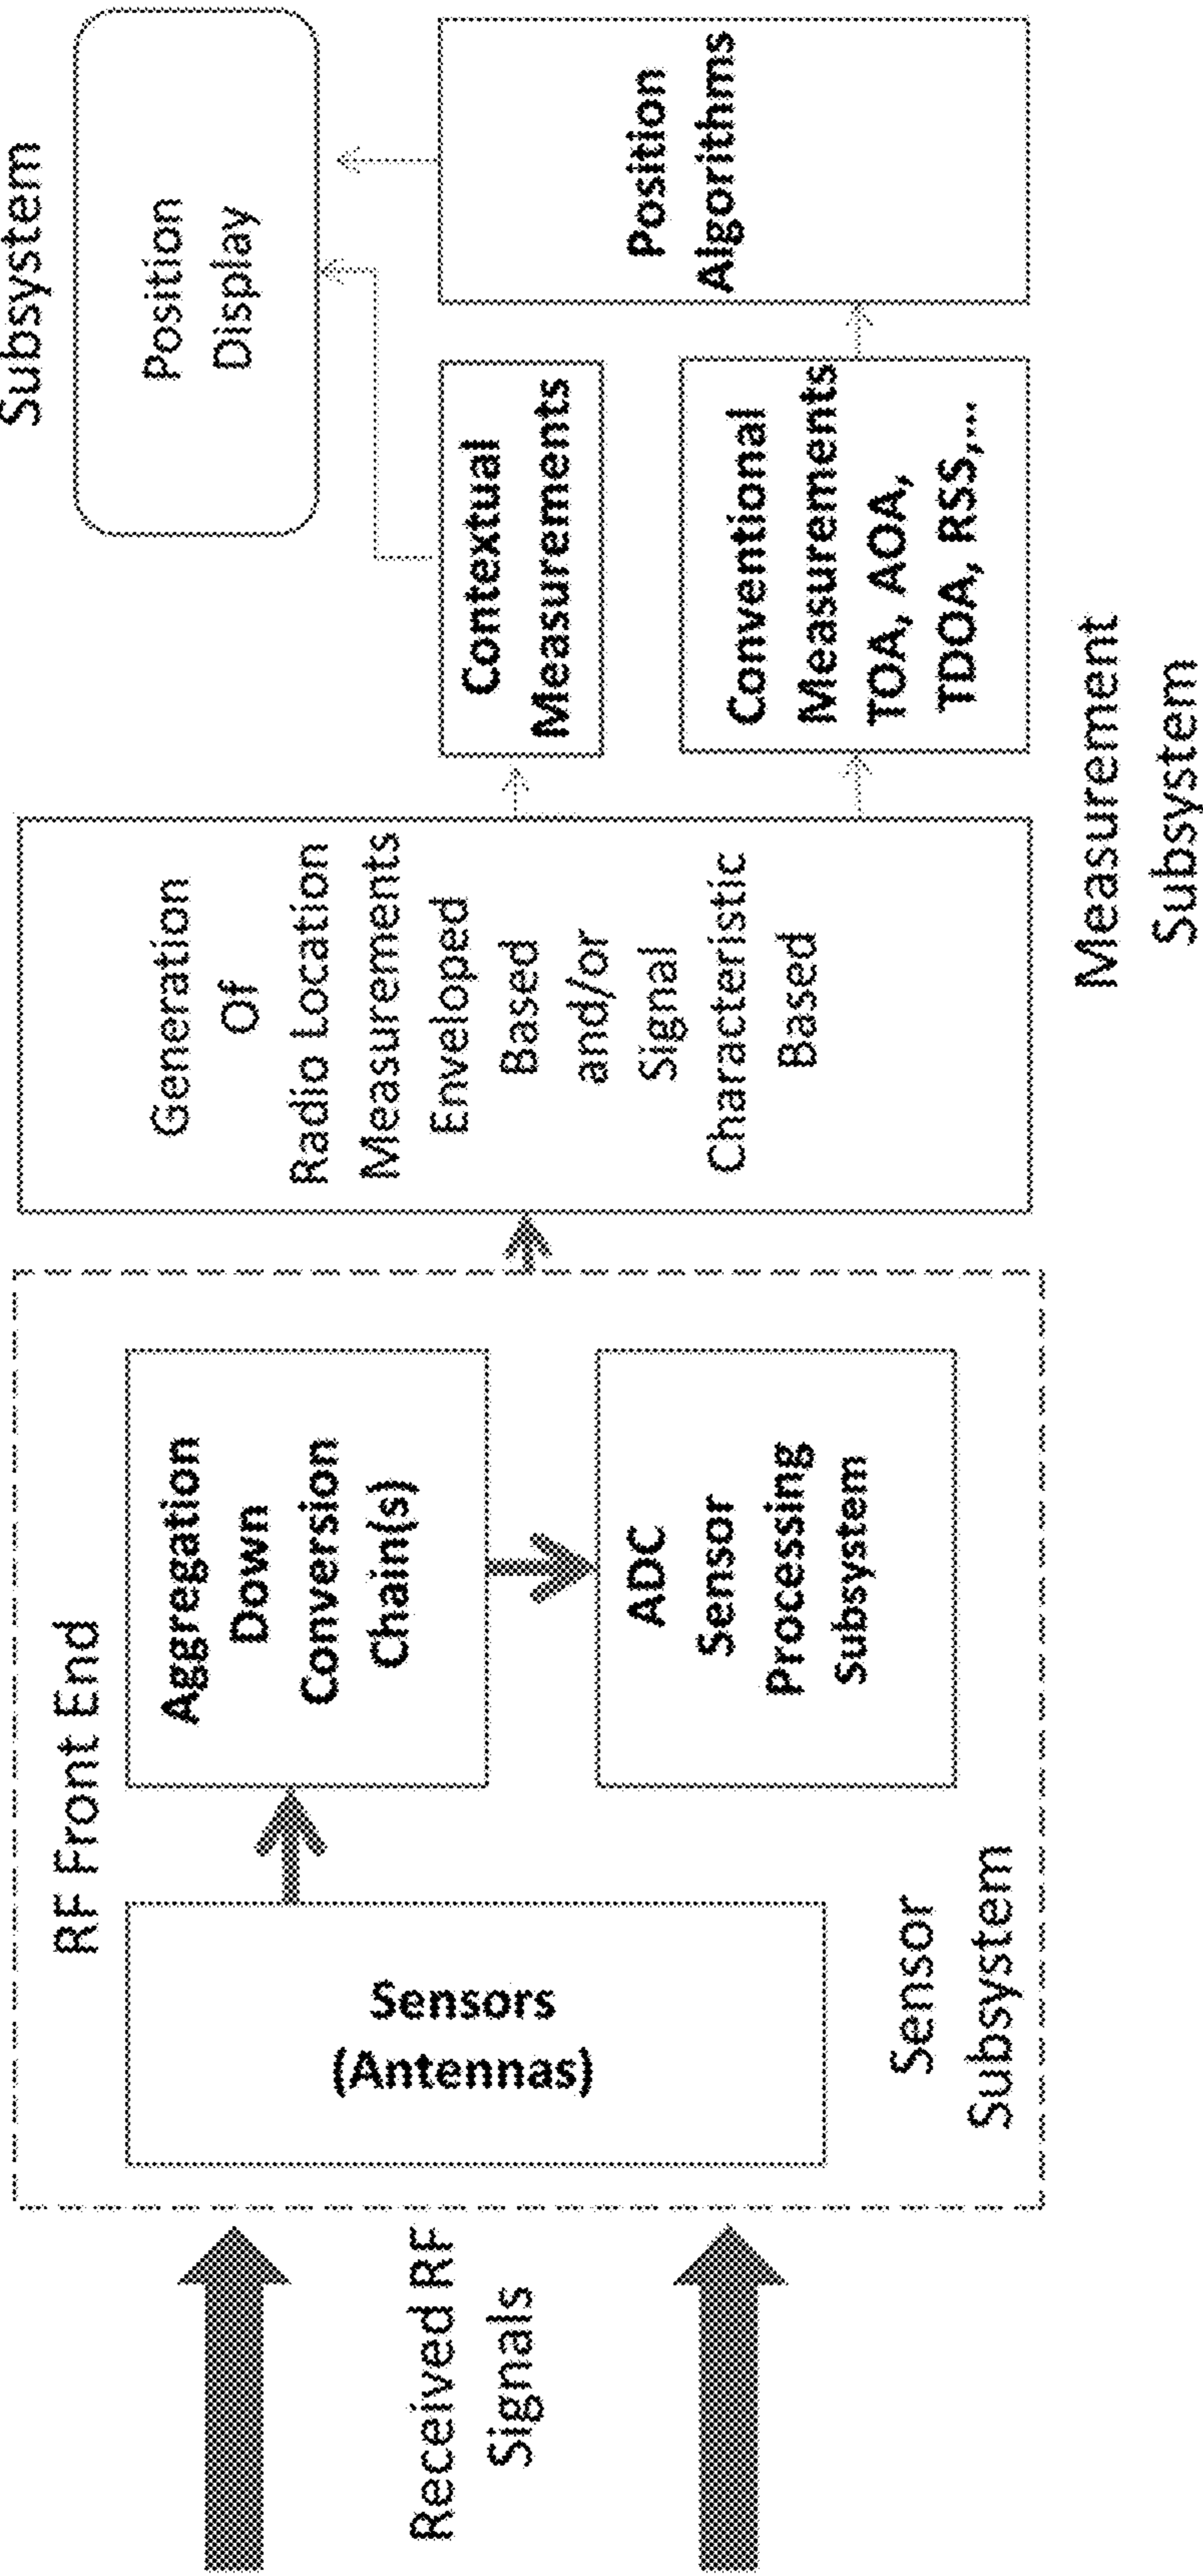 Received RF
Signals
RF Front End
Sensors
(Antennas)
Aggregation
Down
Conversion
Chain(s)
ADC
Sensor
Processing
Subsystem
Sensor
Subsystem
Generation
Of
Radio Location
Measurements
Enveloped
Based
and/or
Signal
Characteristic
Based
Contextual
Measurements
Conventional
Measurements
TOA, AOA,
TDOA, RSS,...
Measurement
Subsystem
Subsystem
Position
Display
Position
Algorithms